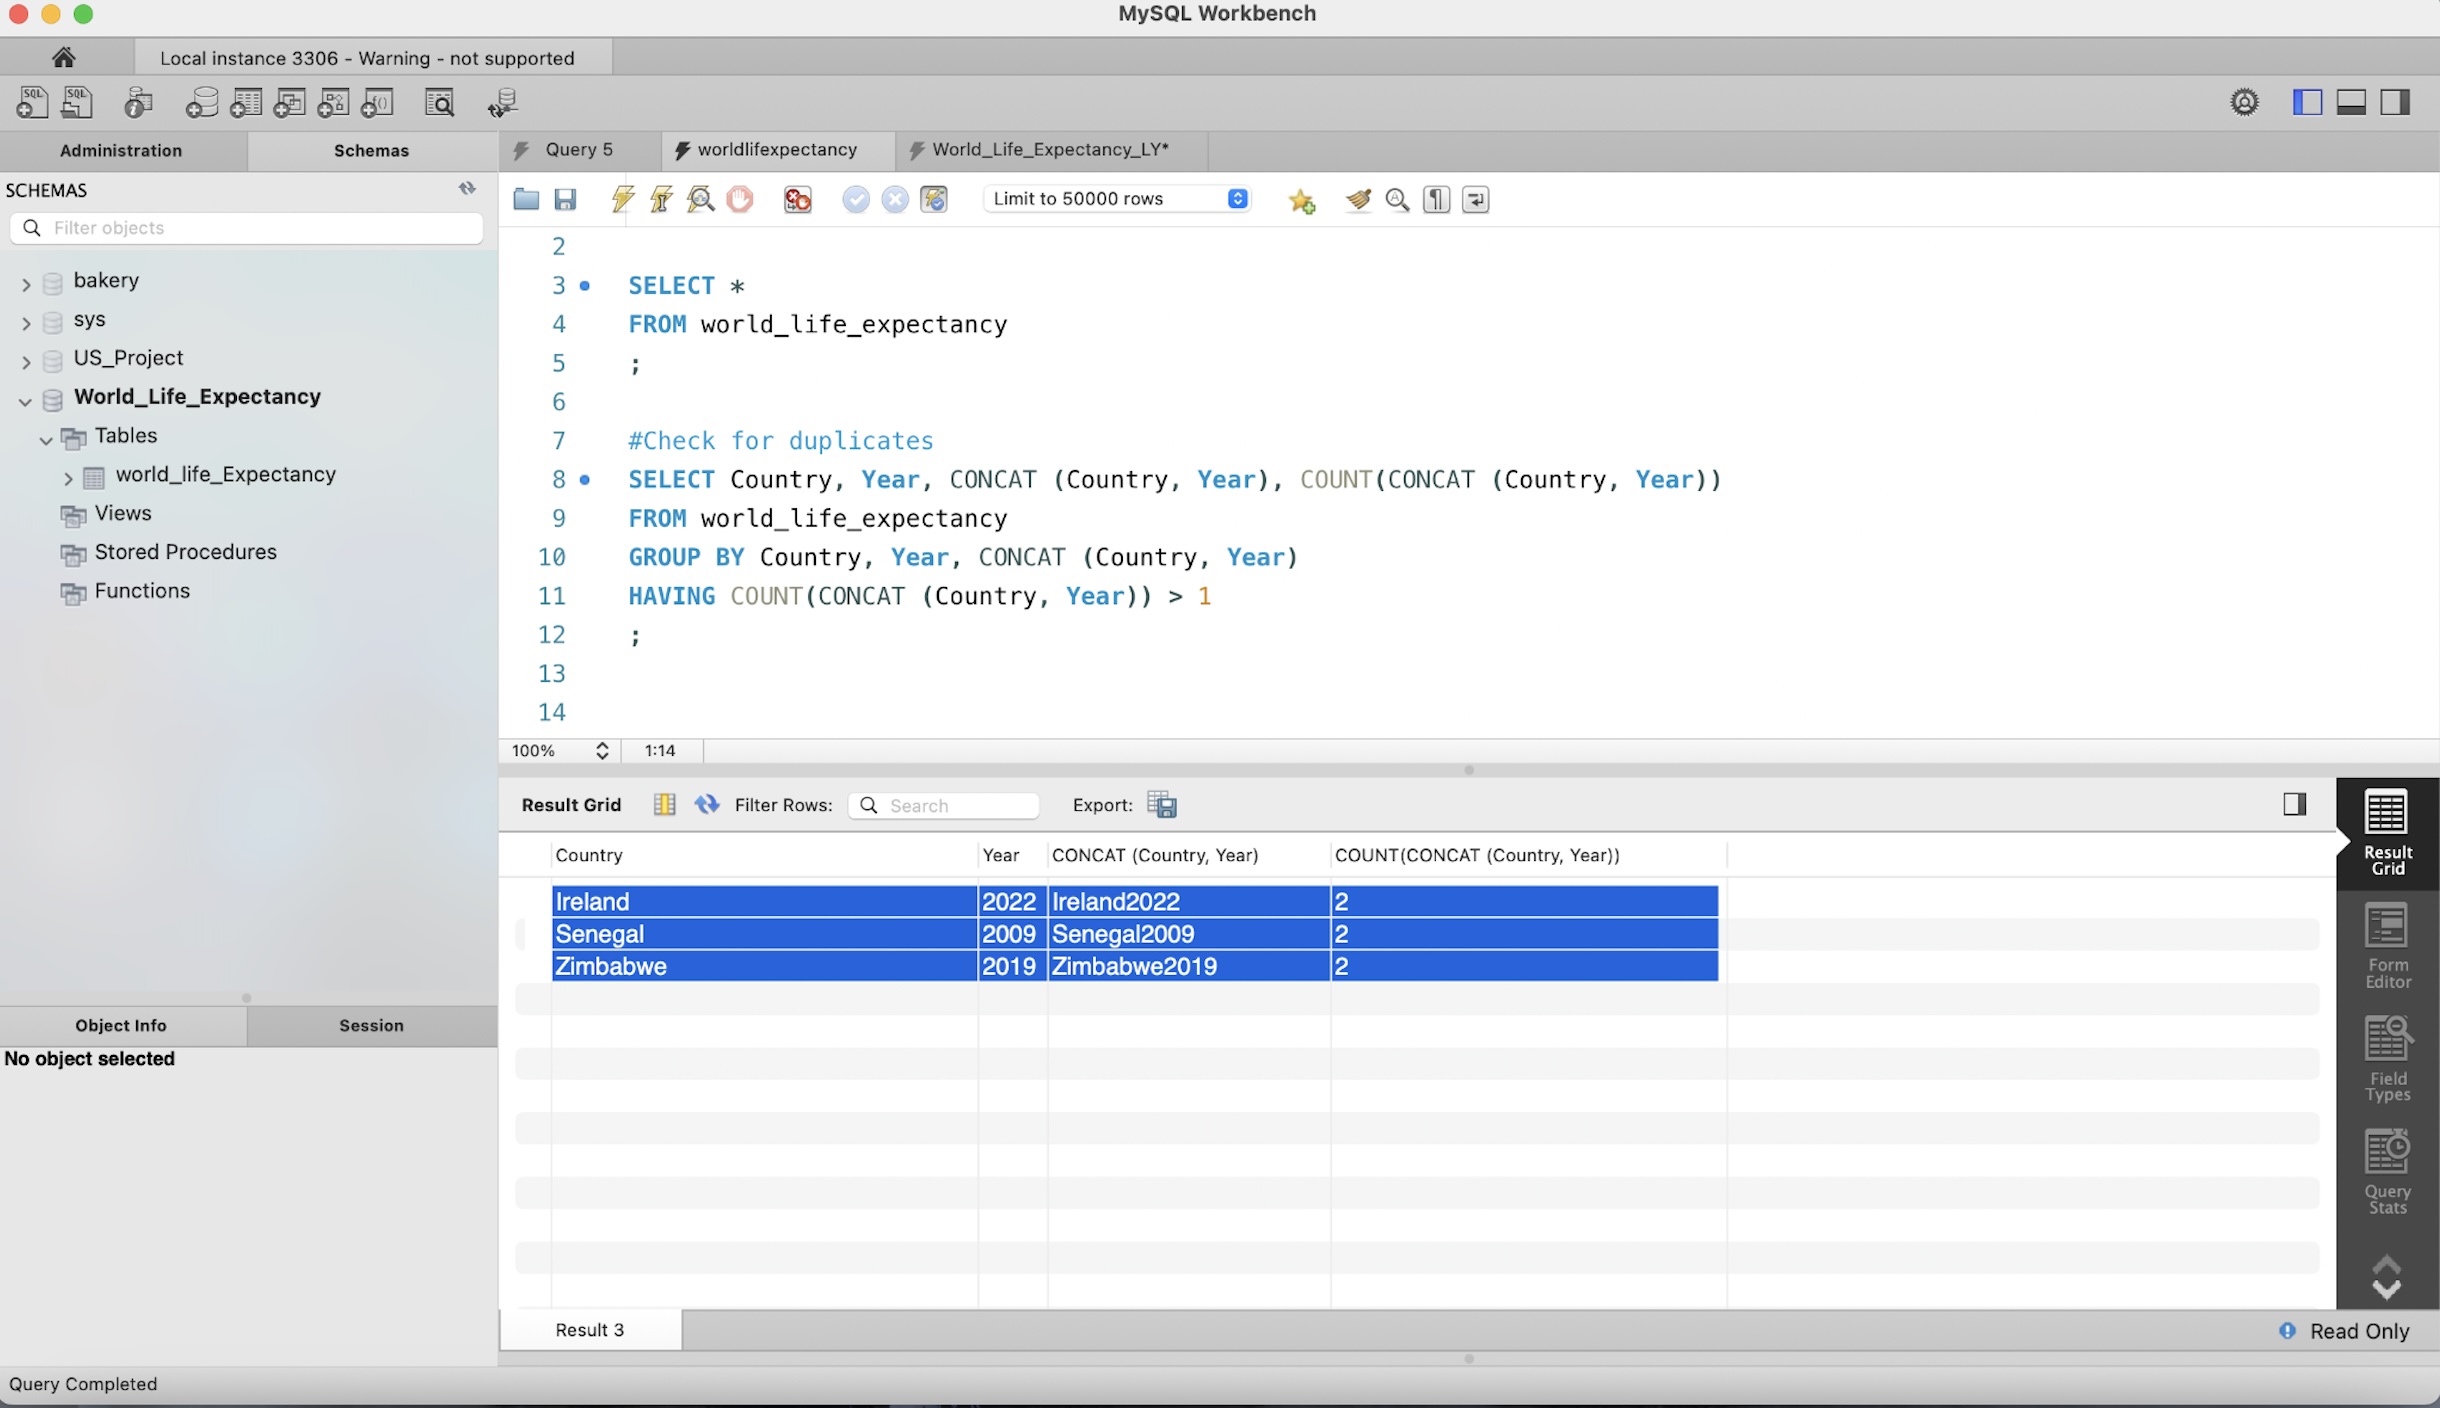 MySQL Workbench
Local instance 3306 - Warning - not supported
SQL
SQL
Administration
Schemas
Query 5
worldlifexpectancy
World_Life_Expectancy_LY*
SCHEMAS
Filter objects
Limit to 50000 rows
bakery
sys
US_Project
World_Life_Expectancy
Tables
world_life_Expectancy
Views
Stored Procedures
Functions
2
3 SELECT *
4 FROM world_life_expectancy
5 ;
6
7 #Check for duplicates
8 SELECT Country, Year, CONCAT (Country, Year), COUNT(CONCAT (Country, Year))
9 FROM world_life_expectancy
10 GROUP BY Country, Year, CONCAT (Country, Year)
11 HAVING COUNT(CONCAT (Country, Year)) > 1
12 ;
13
14
100% 1:14
Result Grid Filter Rows: Search Export:
Country Year CONCAT (Country, Year) COUNT(CONCAT (Country, Year))
Ireland 2022 Ireland2022 2
Senegal 2009 Senegal2009 2
Zimbabwe 2019 Zimbabwe2019 2
Result
Grid
Form
Editor
Field
Types
Query
Stats
Object Info
Session
No object selected
Result 3
Read Only
Query Completed